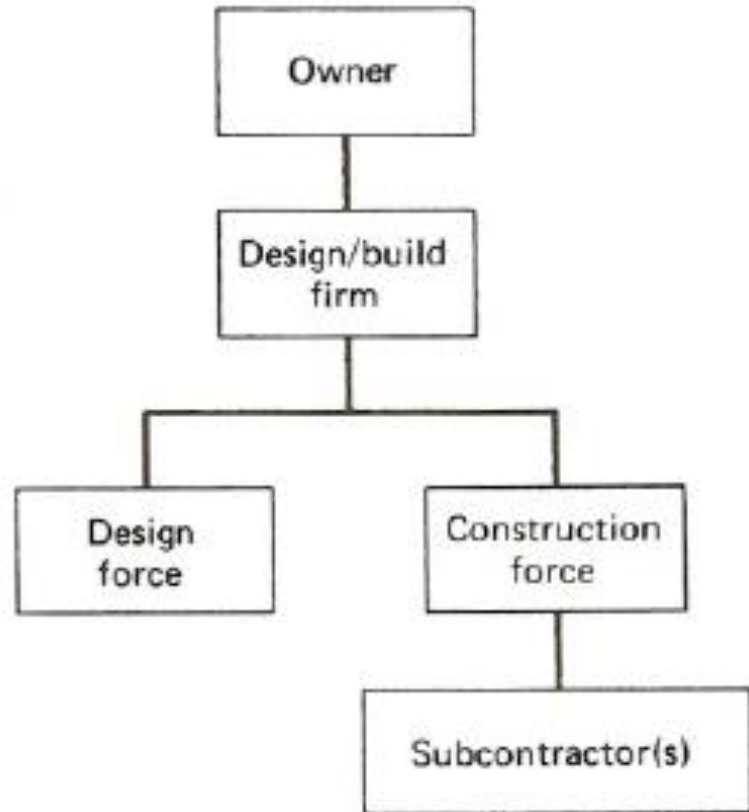 Owner
Design/build
firm
Design
force
Construction
force
Subcontractor(s)